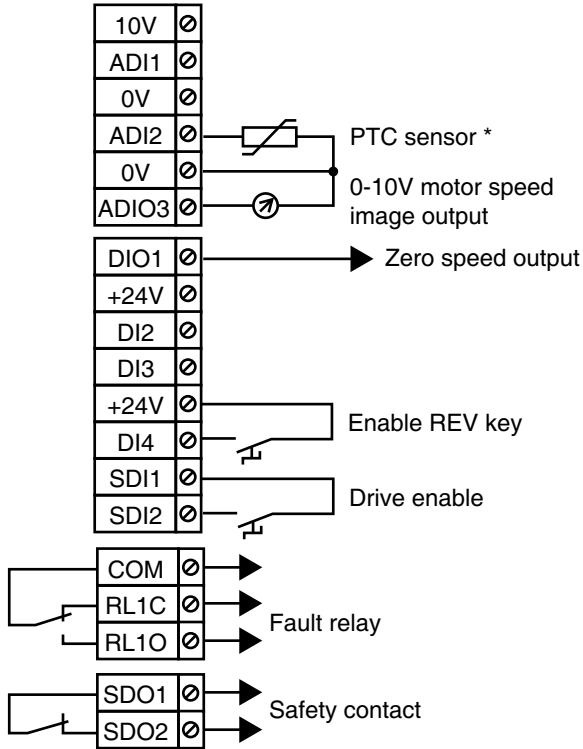 10V
ADI1
0V
ADI2
PTC sensor *
0V
0-10V motor speed
image output
ADIO3
DIO1
Zero speed output
+24V
DI2
DI3
+24V
Enable REV key
DI4
SDI1
Drive enable
SDI2
COM
RL1C
Fault relay
RL1O
SDO1
Safety contact
SDO2